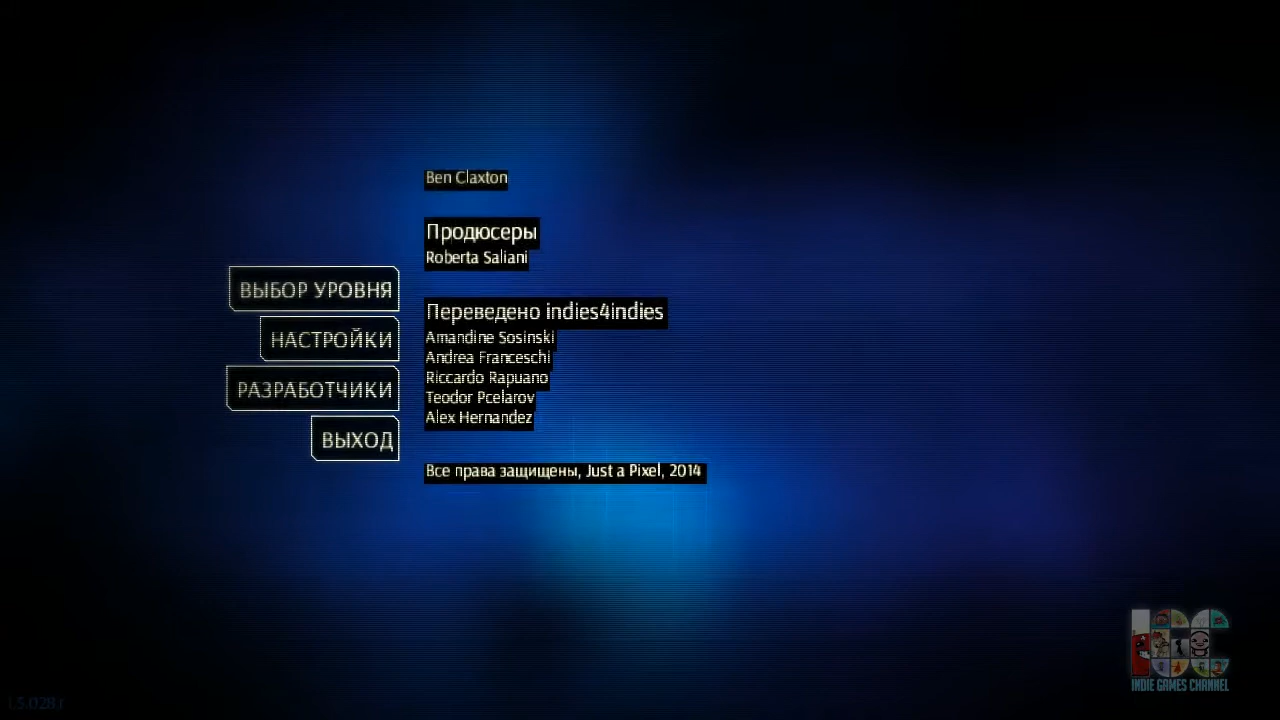 Ben Claxton
Продюсеры
Roberta Saliani
ВЫБОР УРОВНЯ
НАСТРОЙКИ
РАЗРАБОТЧИКИ
ВЫХОД
Переведено indies4indies
Amandine Sosinski
Andrea Franceschi
Riccardo Rapuano
Teodor Pcelarov
Alex Hernandez
Все права защищены, Just a Pixel, 2014
INDIE GAMES CHANNEL